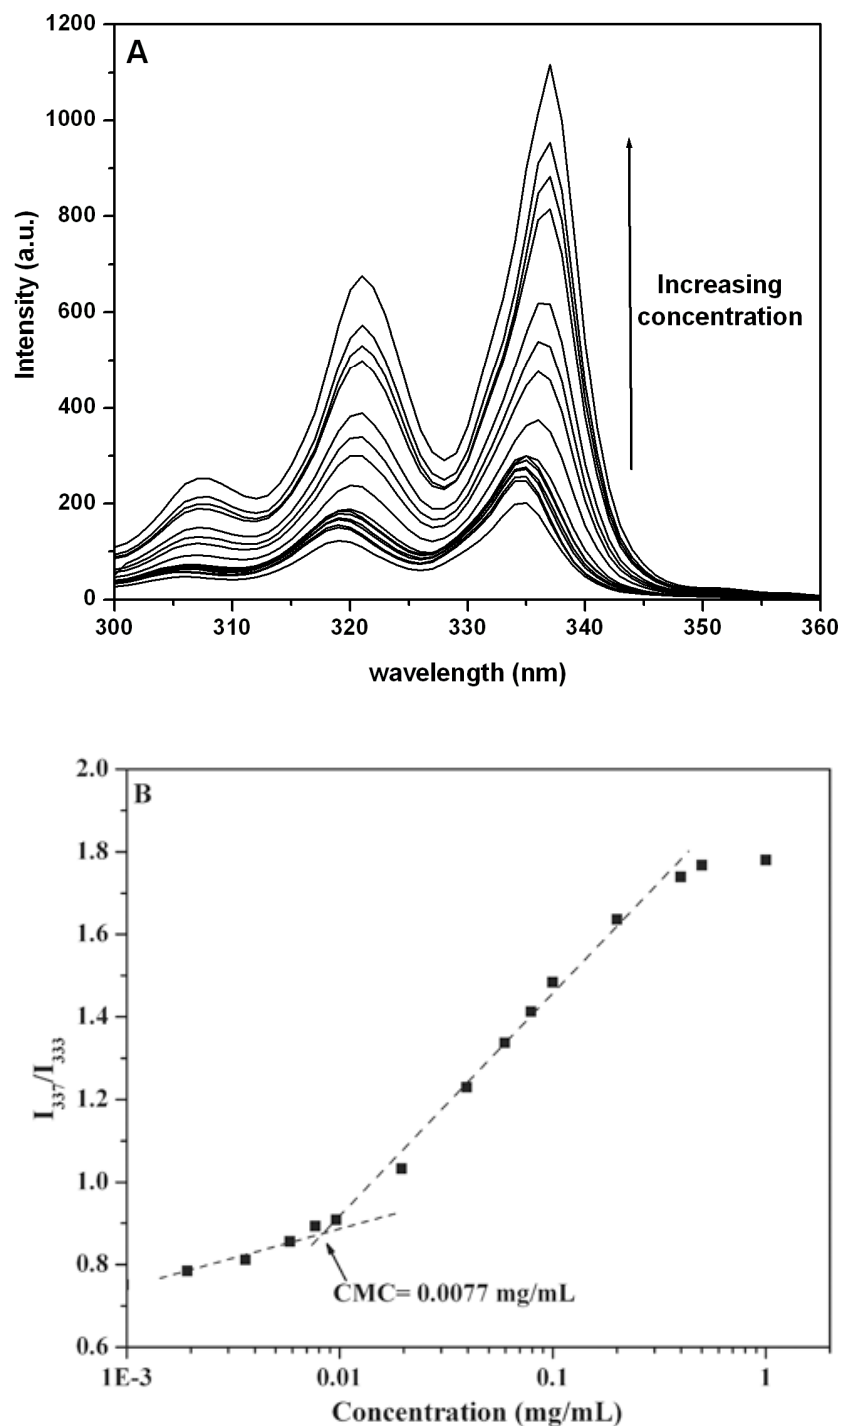 A
1200
1000
800
600
400
200
0
Intensity (a.u.)
Increasing
concentration
300 310 320 330 340 350 360
wavelength (nm)
B
2.0
1.8
1.6
1.4
1.2
1.0
0.8
0.6
I337/I333
CMC= 0.0077 mg/mL
1E-3 0.01 0.1 1
Concentration (mg/mL)